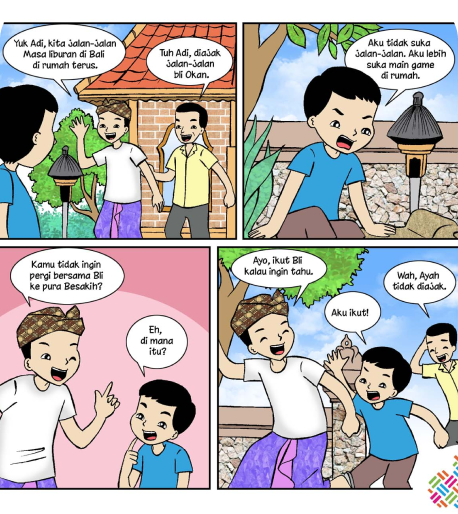 Yuk Adi, kita jalan-jalan
Masa liburan di Bali
di rumah terus.
Tuh Adi, diajak
jalan-jalan
bli Okan.
Aku tidak suka
jalan-jalan. Aku lebih
suka main game
di rumah.
Kamu tidak ingin
pergi bersama Bli
ke pura Besakih?
Eh,
di mana
itu?
Ayo, ikut Bli
kalau ingin tahu.
Aku ikut!
Wah, Ayah
tidak diajak.